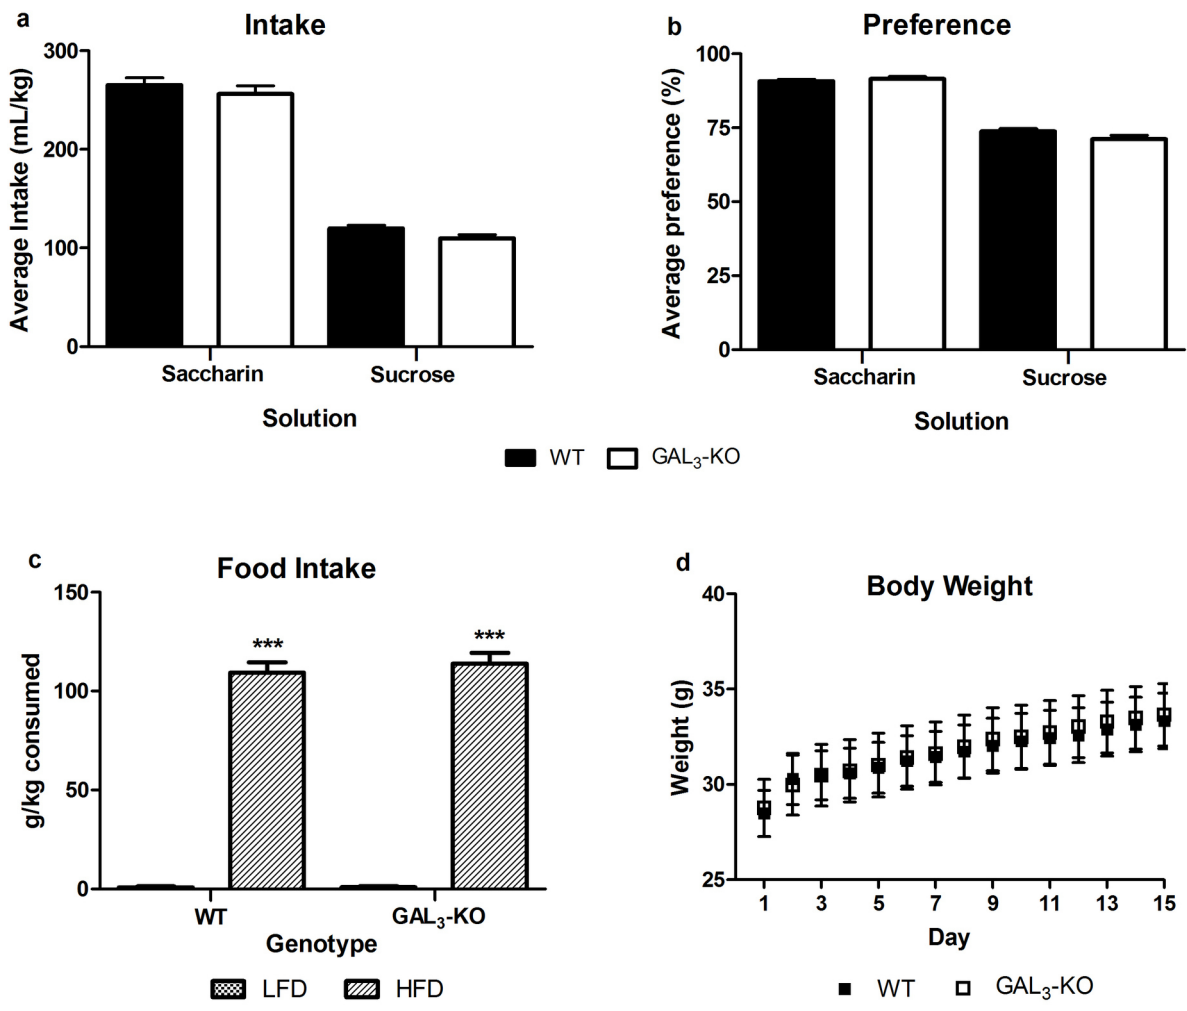 a
Intake
Average Intake (mL/kg)
300
200
100
0
Saccharin Sucrose
Solution
b
Preference
Average preference (%)
100
75
50
25
0
Saccharin Sucrose
Solution
WT GAL3-KO
c
Food Intake
g/kg consumed
150
100
50
0
***
***
WT GAL3-KO
Genotype
LFD HFD
d
Body Weight
Weight (g)
40
35
30
25
1 3 5 7 9 11 13 15
Day
WT GAL3-KO